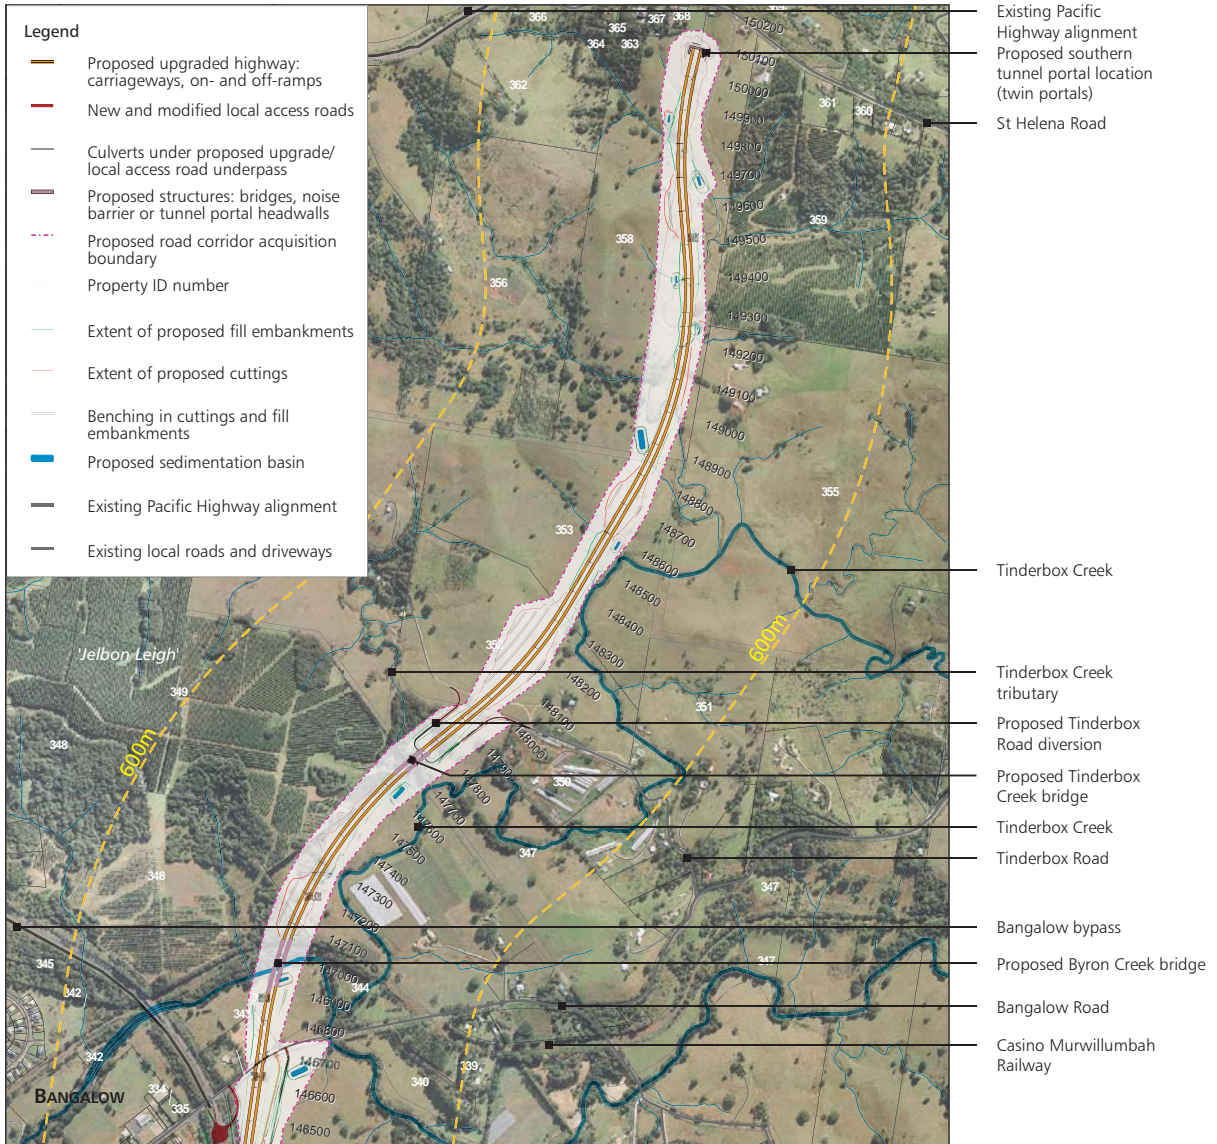 Legend
Proposed upgraded highway:
carriageways, on- and off-ramps
New and modified local access roads
Culverts under proposed upgrade/
local access road underpass
Proposed structures: bridges, noise
barrier or tunnel portal headwalls
Proposed road corridor acquisition
boundary
Property ID number
Extent of proposed fill embankments
Extent of proposed cuttings
Benching in cuttings and fill
embankments
Proposed sedimentation basin
Existing Pacific Highway alignment
Existing local roads and driveways
Existing Pacific
Highway alignment
Proposed southern
tunnel portal location
(twin portals)
St Helena Road
Tinderbox Creek
Tinderbox Creek
tributary
Proposed Tinderbox
Road diversion
Proposed Tinderbox
Creek bridge
Tinderbox Creek
Tinderbox Road
Bangalow bypass
Proposed Byron Creek bridge
Bangalow Road
Casino Murwillumbah
Railway
366
365
367
368
369
364
363
362
361
360
359
358
356
355
353
352
351
350
349
348
348
347
347
347
345
344
343
342
342
340
339
335
334
150200
150100
150000
149900
149800
149700
149600
149500
149400
149300
149200
149100
149000
148900
148800
148700
148600
148500
148400
148300
148200
148100
148000
147900
147800
147700
147600
147500
147400
147300
147200
147100
147000
146900
146800
146700
146600
146500
600m
600m
'Jelbon Leigh'
BANGALOW